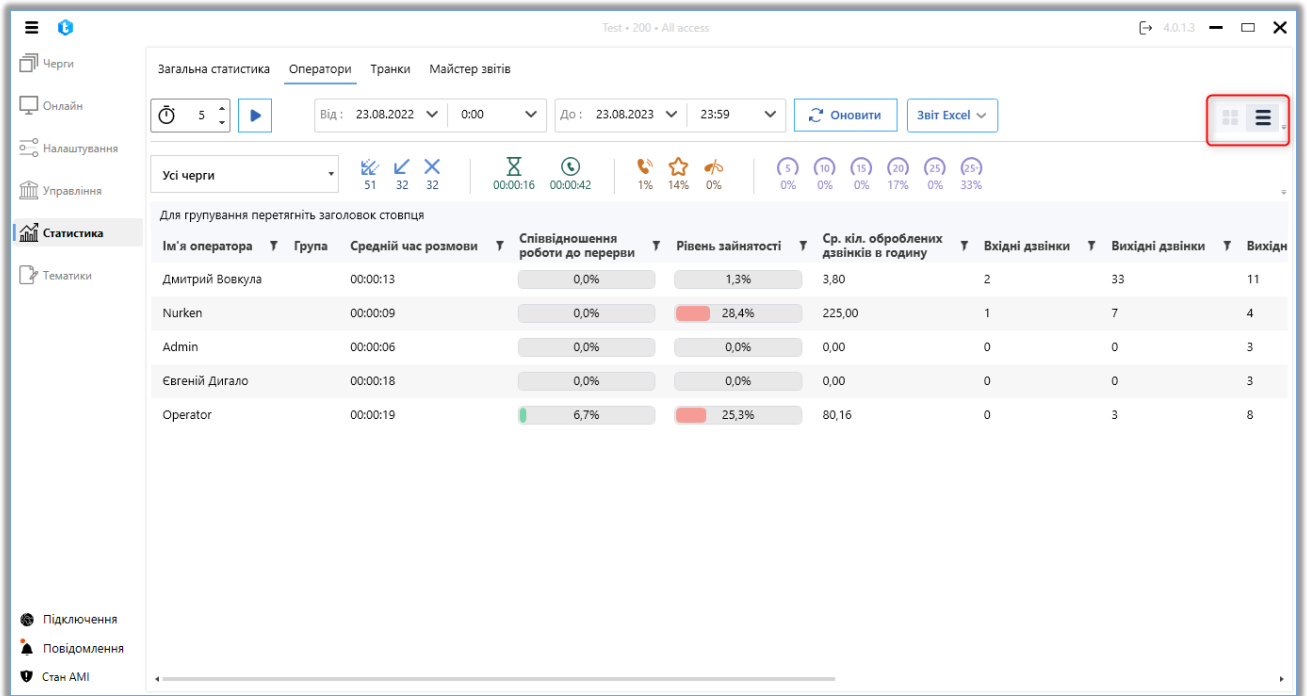 Test • 200 • All access
4.0.1.3
Черги
Онлайн
Налаштування
Управління
Статистика
Тематики
Підключення
Повідомлення
Стан AMI
Загальна статистика Оператори Транки Майстер звітів
5 Від : 23.08.2022 0:00 До : 23.08.2023 23:59 Оновити Звіт Excel
Усі черги
51 32 32 00:00:16 00:00:42 1% 14% 0%
5 10 15 20 25 25+
0% 0% 0% 17% 0% 33%
Для групування перетягніть заголовок стовпця
Ім'я оператора Група Средній час розмови Співвідношення роботи до перерви Рівень зайнятості Ср. кіл. оброблених дзвінків в годину Вхідні дзвінки Вихідні дзвінки Вихідн
Дмитрий Вовкула 00:00:13 0,0% 1,3% 3,80 2 33 11
Nurken 00:00:09 0,0% 28,4% 225,00 1 7 4
Admin 00:00:06 0,0% 0,0% 0,00 0 0 3
Євгеній Дигало 00:00:18 0,0% 0,0% 0,00 0 0 3
Operator 00:00:19 6,7% 25,3% 80,16 0 3 8